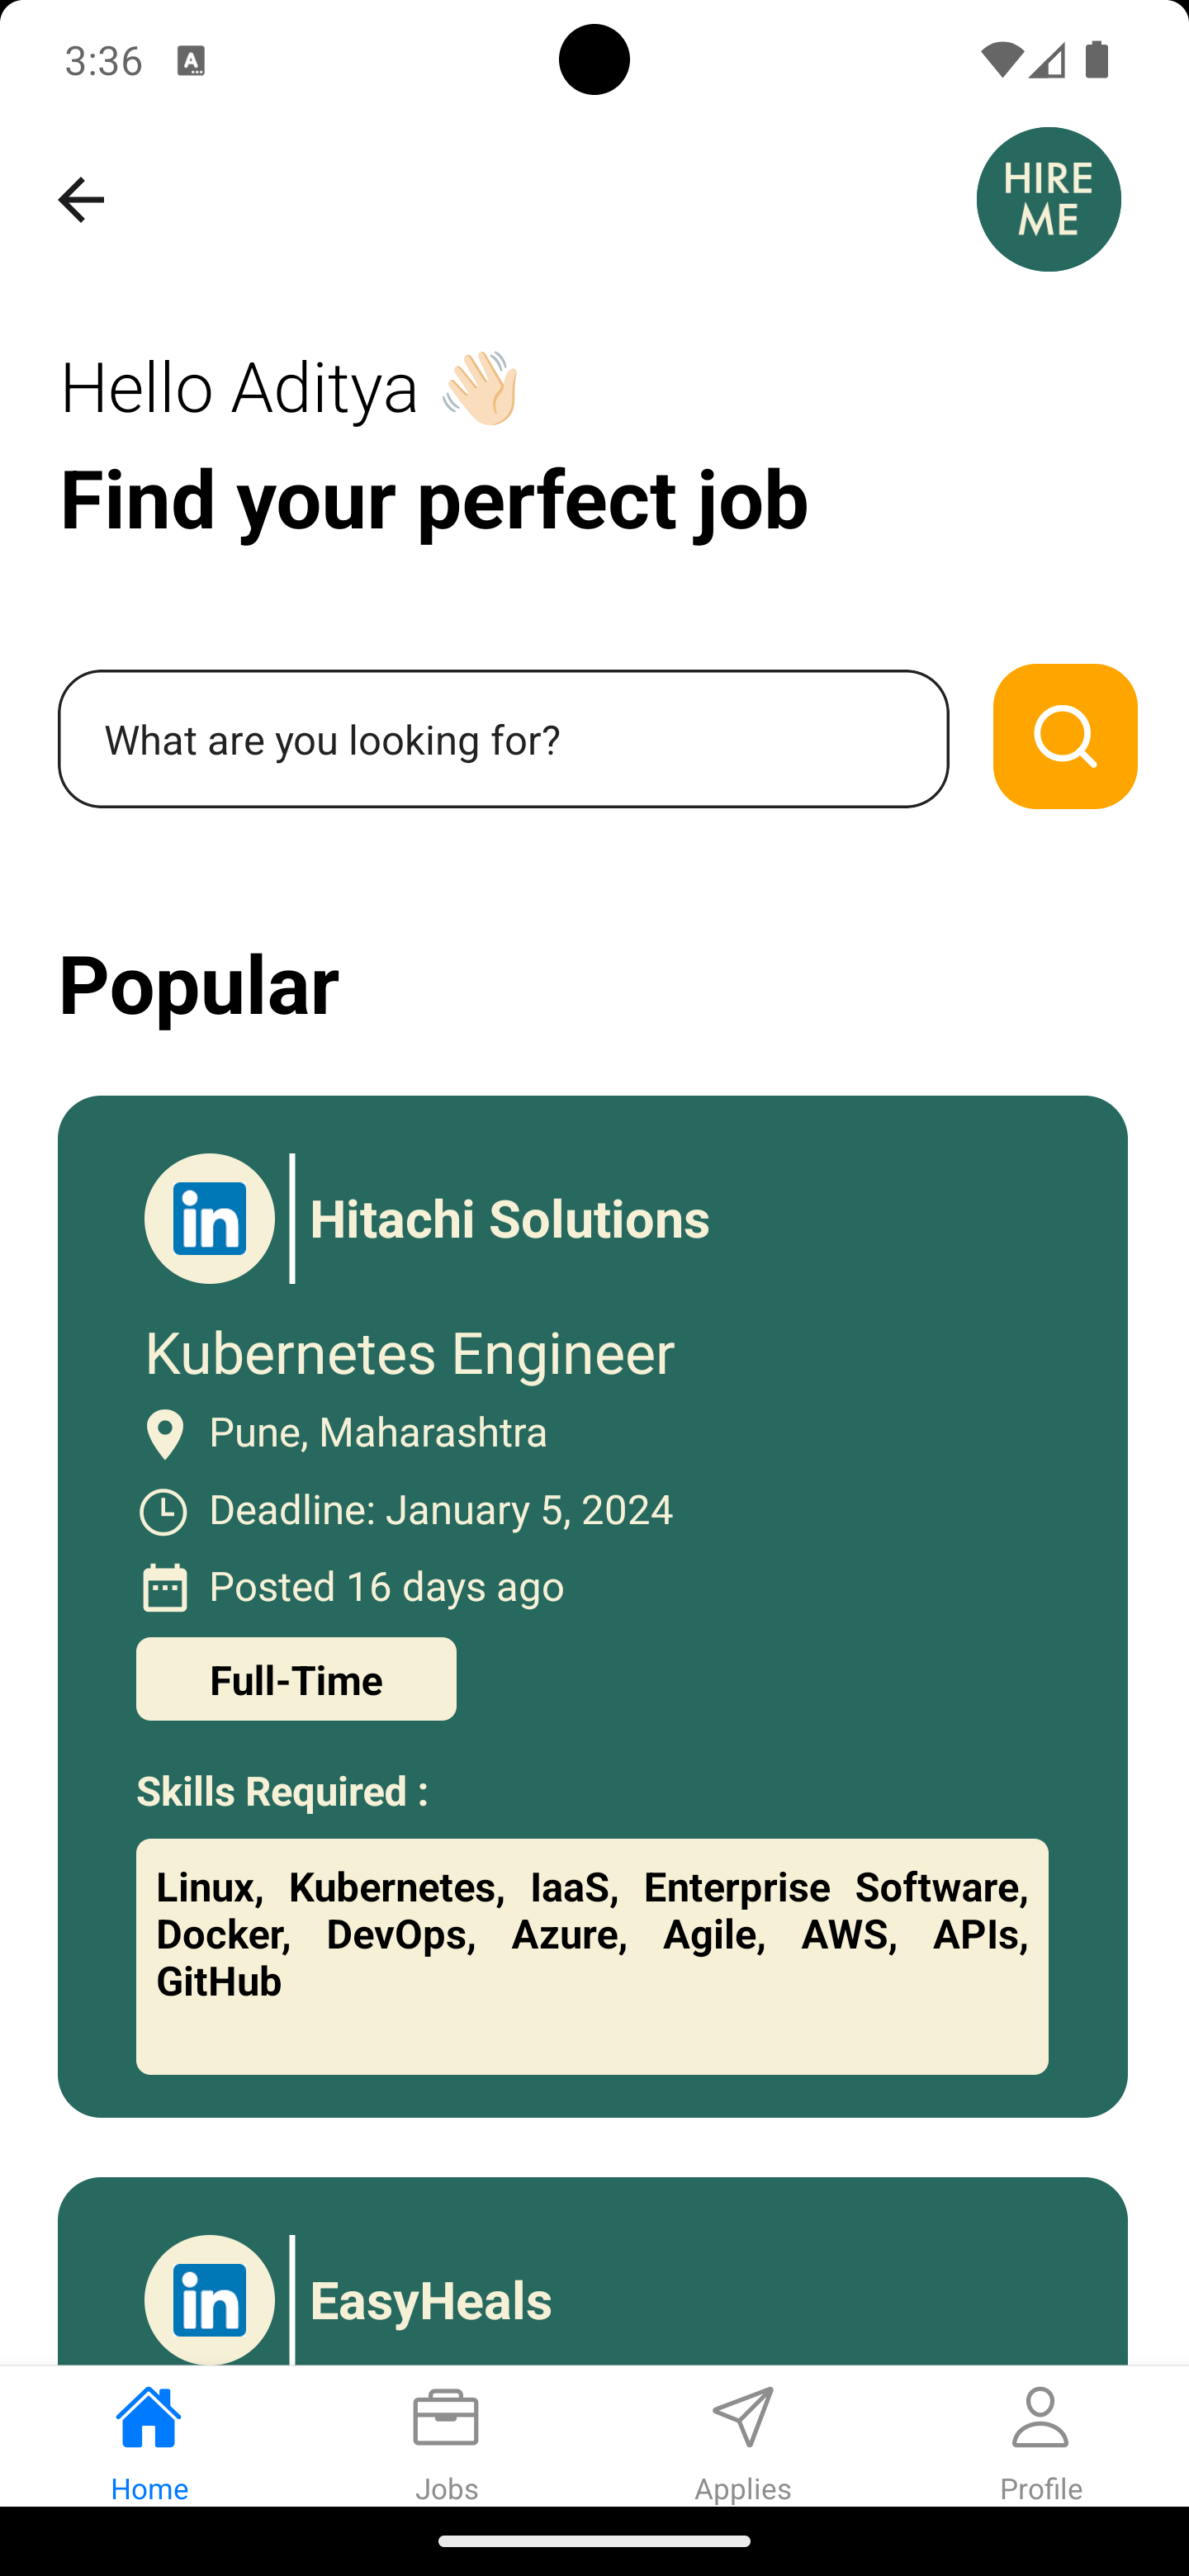 3:36
A
HIRE
ME
Hello Aditya 👋🏻
Find your perfect job
What are you looking for?
Popular
in
Hitachi Solutions
Kubernetes Engineer
Pune, Maharashtra
Deadline: January 5, 2024
Posted 16 days ago
Full-Time
Skills Required :
Linux, Kubernetes, IaaS, Enterprise Software,
Docker, DevOps, Azure, Agile, AWS, APIs,
GitHub
in
EasyHeals
Home
Jobs
Applies
Profile